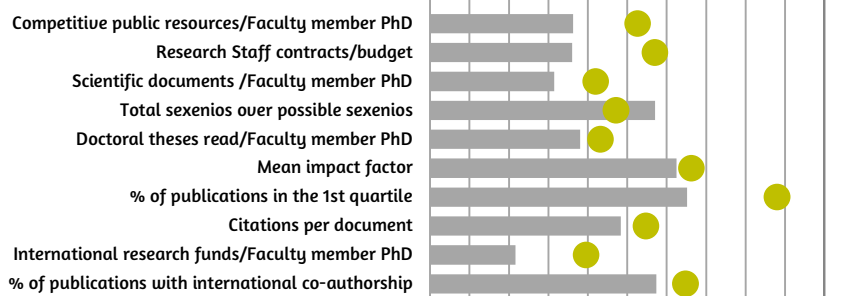 Competitive public resources/Faculty member PhD
Research Staff contracts/budget
Scientific documents /Faculty member PhD
Total sexenios over possible sexenios
Doctoral theses read/Faculty member PhD
Mean impact factor
% of publications in the 1st quartile
Citations per document
International research funds/Faculty member PhD
% of publications with international co-authorship